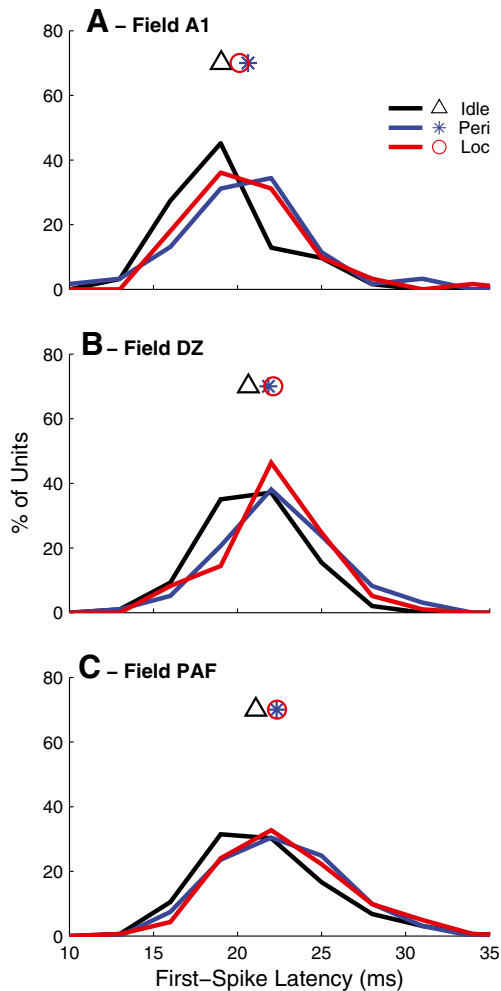 A – Field A1
Idle
Peri
Loc
80
60
40
20
0
B – Field DZ
80
60
40
20
0
% of Units
C – Field PAF
80
60
40
20
0
10 15 20 25 30 35
First–Spike Latency (ms)